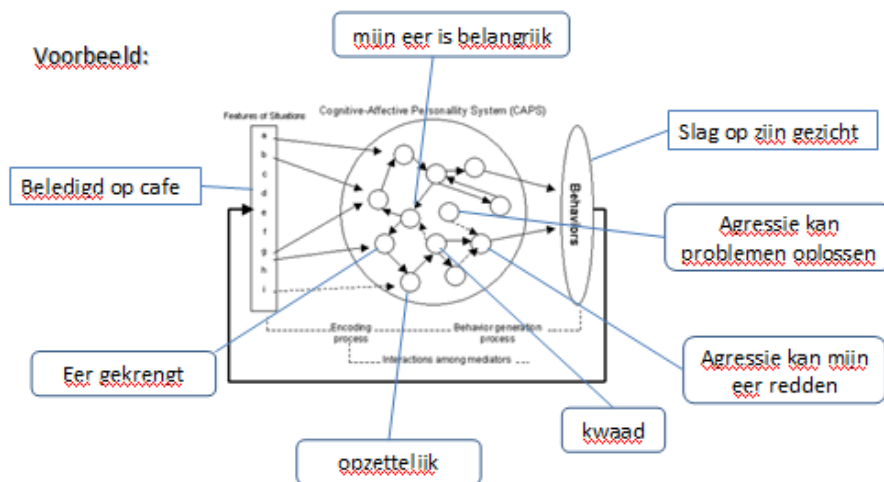 mijn eer is belangrijk
Voorbeeld:
Cognitive-Affective Personallity System (CAPS)
Features of Situations
a
b
c
d
e
f
g
h
i
Beledigd op cafe
Behaviors
Slag op zijn gezicht
Agressie kan
problemen oplossen
Encoding
process
Behavior generation
process
Interactions among mediators
Eer gekrengt
Agressie kan mijn
eer redden
kwaad
opzettelijk